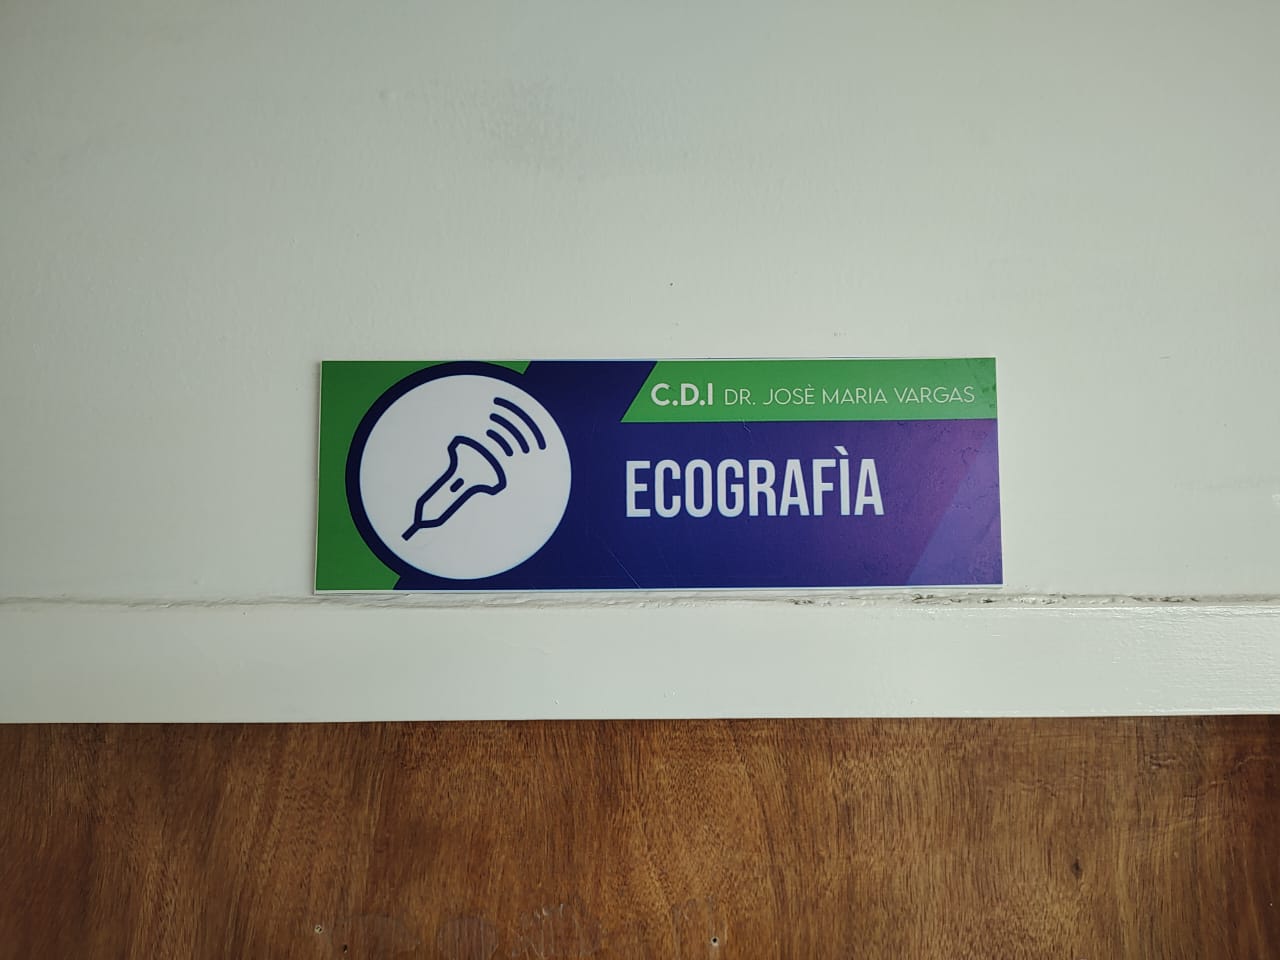 C.D.I DR. JOSÈ MARIA VARGAS
ECOGRAFÌA